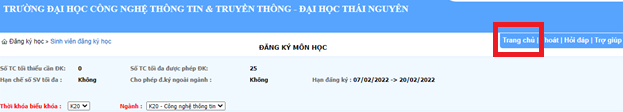 TRƯỜNG ĐẠI HỌC CÔNG NGHỆ THÔNG TIN & TRUYỀN THÔNG - ĐẠI HỌC THÁI NGUYÊN
Trang chủ | Thoát | Hỏi đáp | Trợ giúp
Đăng ký học » Sinh viên đăng ký học
ĐĂNG KÝ MÔN HỌC
Số TC tối thiểu cần ĐK: 0 Số TC tối đa được phép ĐK: 25
Hạn chế số SV tối đa : Không Cho phép đ.ký ngoài ngành : Không Hạn đăng ký : 07/02/2022 -> 20/02/2022
Thời khóa biểu khóa : K20 Ngành : K20 - Công nghệ thông tin